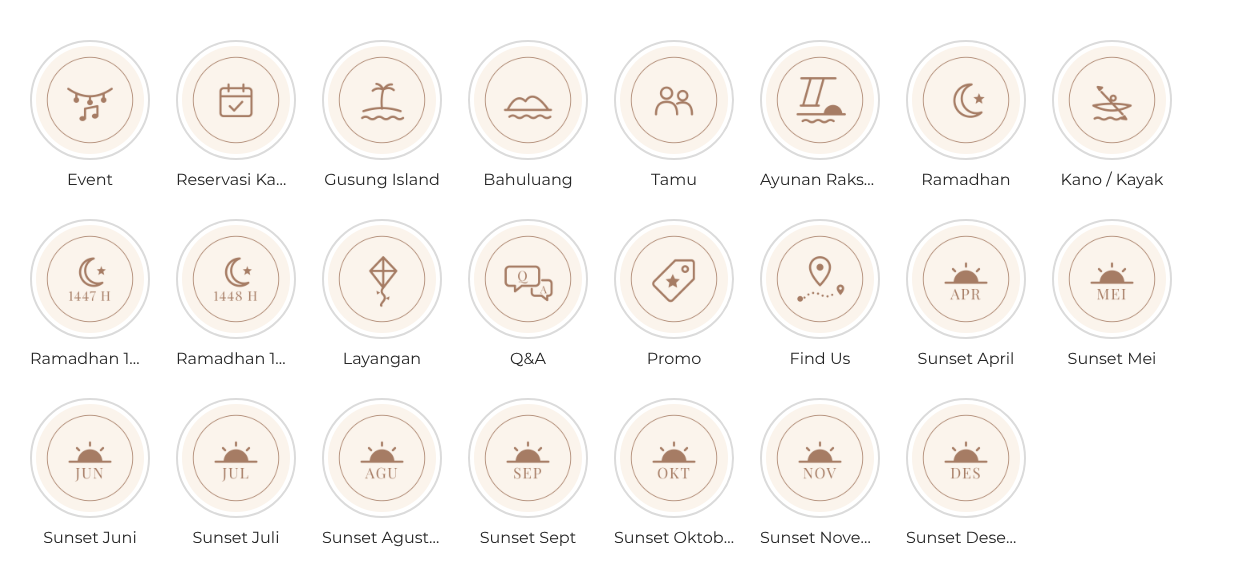 Event
Reservasi Ka...
Gusung Island
Bahuluang
Tamu
Ayunan Raks...
Ramadhan
Kano / Kayak
1447 H
1448 H
Q
A
APR
MEI
Ramadhan 1...
Ramadhan 1...
Layangan
Q&A
Promo
Find Us
Sunset April
Sunset Mei
JUN
JUL
AGU
SEP
OKT
NOV
DES
Sunset Juni
Sunset Juli
Sunset Agust...
Sunset Sept
Sunset Oktob...
Sunset Nove...
Sunset Dese...